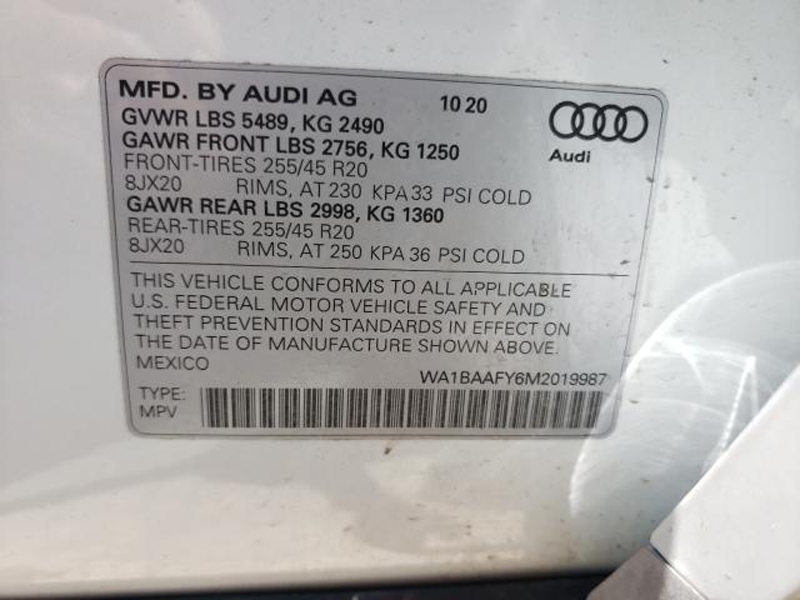 MFD. BY AUDI AG 10 20
GVWR LBS 5489, KG 2490
GAWR FRONT LBS 2756, KG 1250
FRONT-TIRES 255/45 R20
8JX20 RIMS, AT 230 KPA 33 PSI COLD
GAWR REAR LBS 2998, KG 1360
REAR-TIRES 255/45 R20
8JX20 RIMS, AT 250 KPA 36 PSI COLD
Audi
THIS VEHICLE CONFORMS TO ALL APPLICABLE
U.S. FEDERAL MOTOR VEHICLE SAFETY AND
THEFT PREVENTION STANDARDS IN EFFECT ON
THE DATE OF MANUFACTURE SHOWN ABOVE.
MEXICO
WA1BAAFY6M2019987
TYPE:
MPV